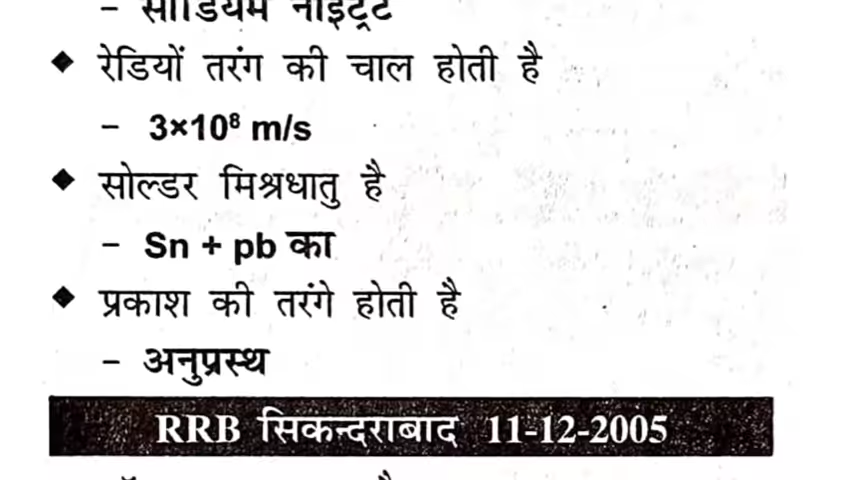 – सोडियम नाइट्रेट
◆ रेडियों तरंग की चाल होती है
– 3×10⁸ m/s
◆ सोल्डर मिश्रधातु है
– Sn + pb का
◆ प्रकाश की तरंगे होती है
– अनुप्रस्थ
RRB सिकन्दराबाद 11-12-2005